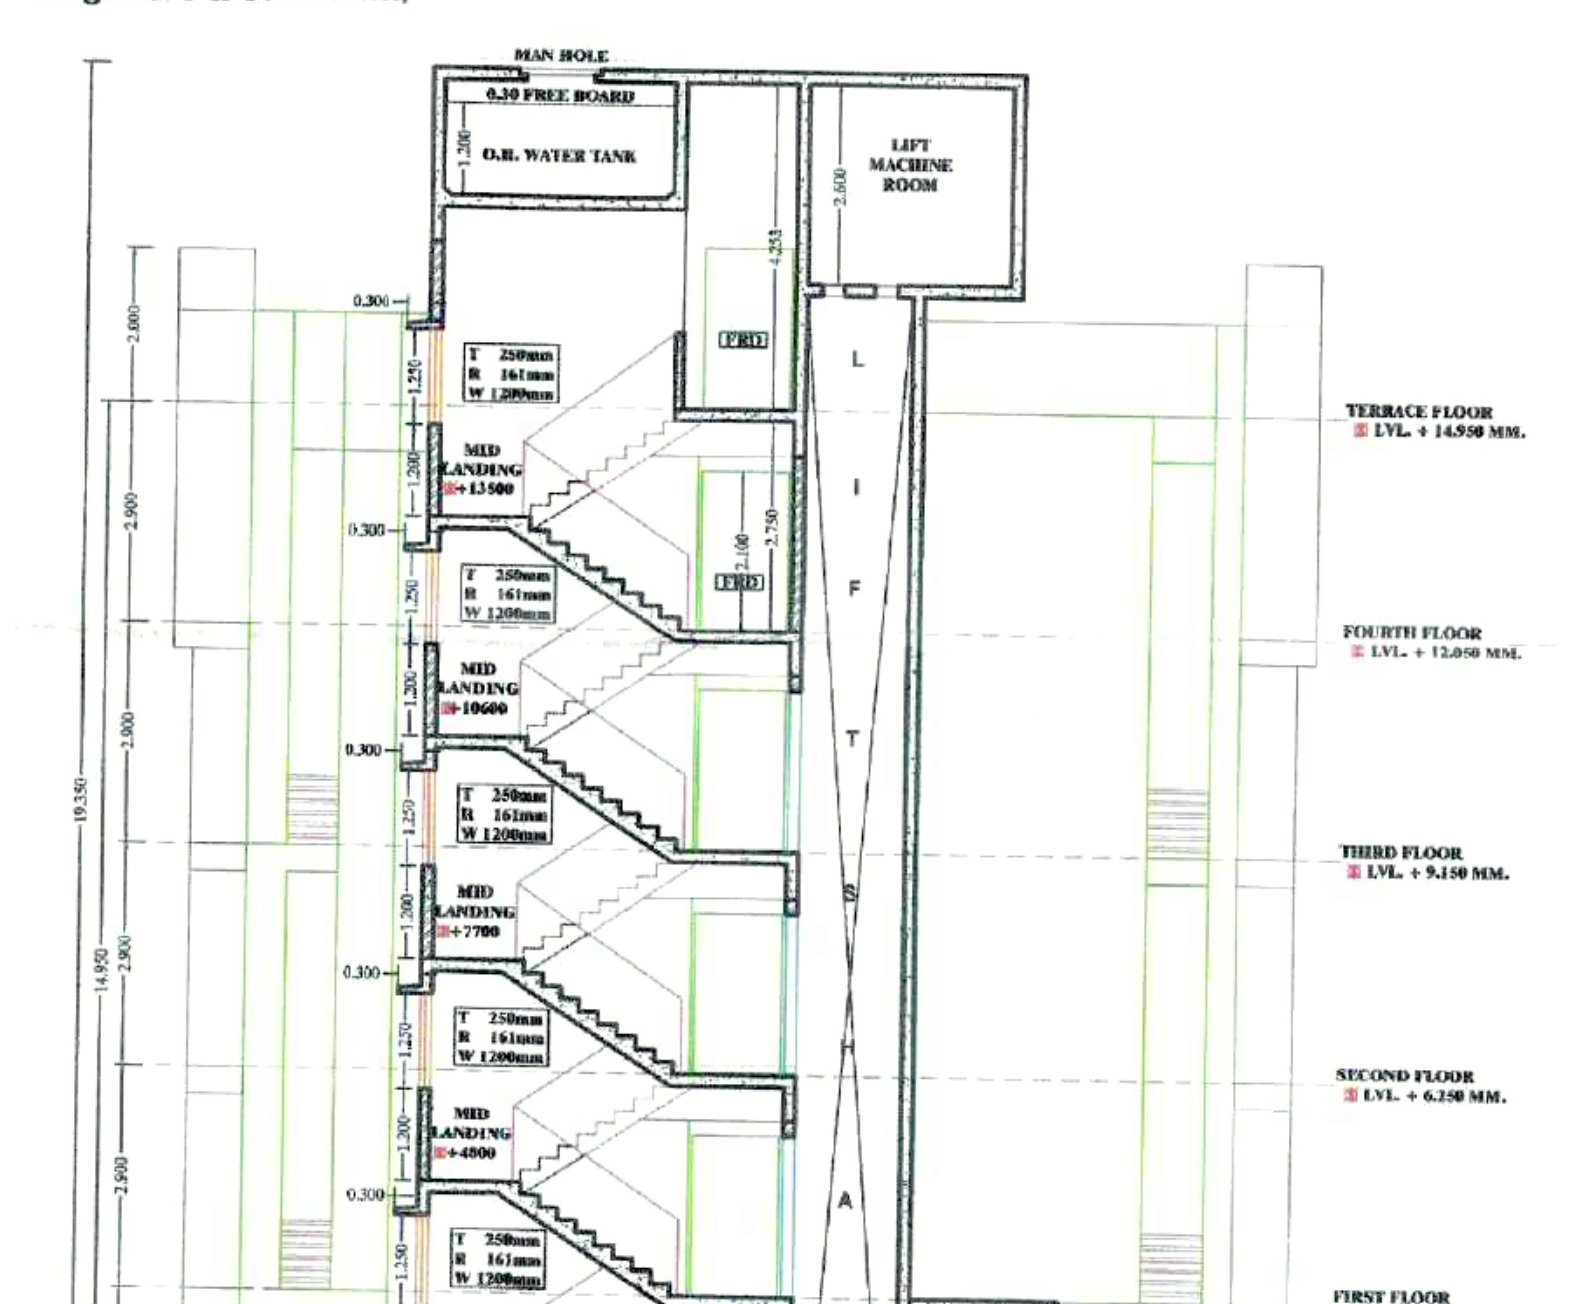 MAN HOLE
0.30 FREE BOARD
1.200
O.H. WATER TANK
LIFT
MACHINE
ROOM
2.600
4.253
0.300
2.000
FRD
L
T 250mm
R 161mm
W 1200mm
1.250
TERRACE FLOOR
LVL. + 14.950 MM.
MID
LANDING
+13500
1.200
I
2.900
0.300
2.750
2.100
FRD
F
T 250mm
R 161mm
W 1200mm
1.250
FOURTH FLOOR
LVL. + 12.050 MM.
MID
LANDING
+10600
1.200
2.900
0.300
T
19.350
T 250mm
R 161mm
W 1200mm
1.250
THIRD FLOOR
LVL. + 9.150 MM.
MID
LANDING
+7700
1.200
S
14.950
2.900
0.300
T 250mm
R 161mm
W 1200mm
1.250
H
SECOND FLOOR
LVL. + 6.250 MM.
MID
LANDING
+4800
1.200
2.900
0.300
A
T 250mm
R 161mm
W 1200mm
1.250
FIRST FLOOR